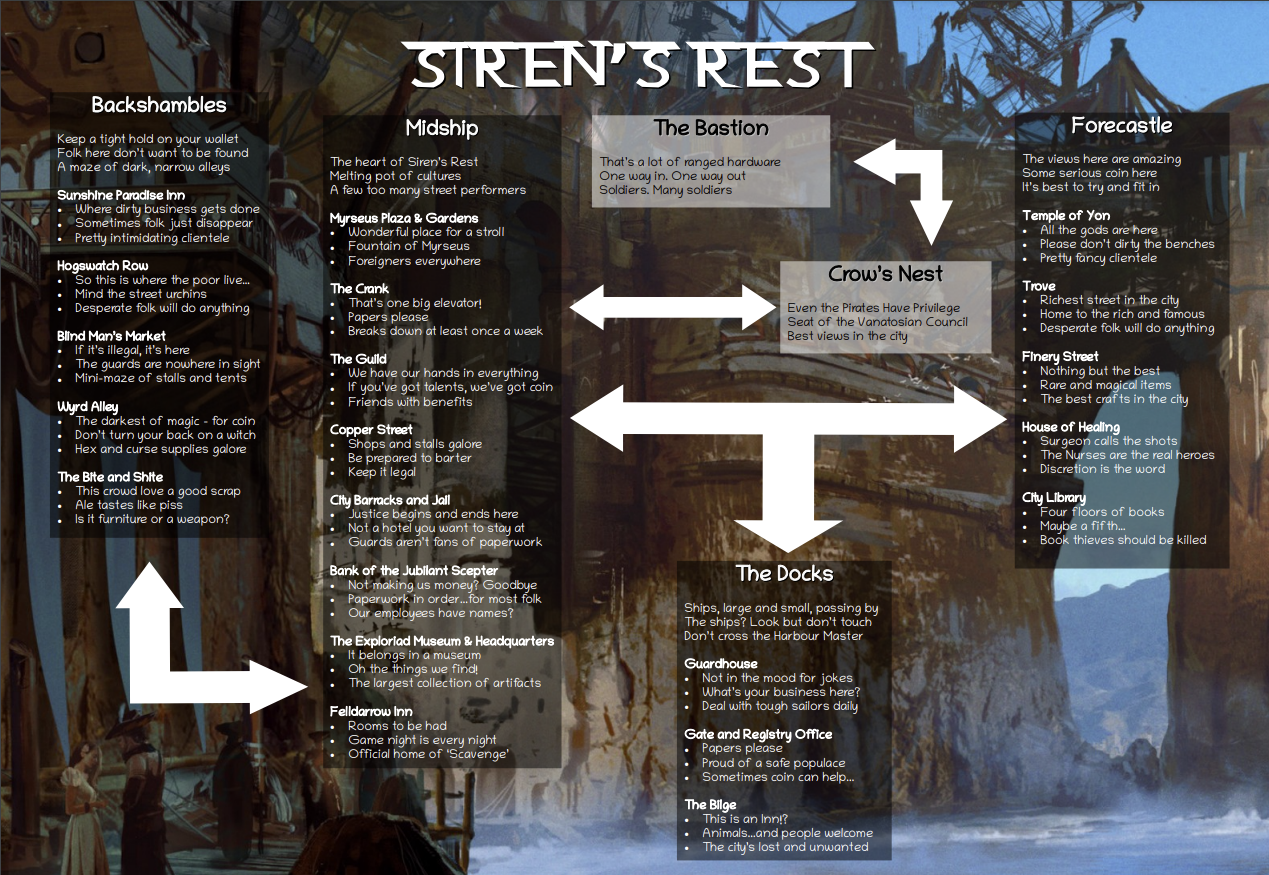 SIREN'S REST
Backshambles
Keep a tight hold on your wallet
Folk here don't want to be found
A maze of dark, narrow alleys
Sunshine Paradise Inn
• Where dirty business gets done
• Sometimes folk just disappear
• Pretty intimidating clientele
Hogswatch Row
• So this is where the poor live...
• Mind the street urchins
• Desperate folk will do anything
Blind Man's Market
• If it's illegal, it's here
• The guards are nowhere in sight
• Mini-maze of stalls and tents
Wyrd Alley
• The darkest of magic - for coin
• Don't turn your back on a witch
• Hex and curse supplies galore
The Bite and Shite
• This crowd love a good scrap
• Ale tastes like piss
• Is it furniture or a weapon?
Midship
The heart of Siren's Rest
Melting pot of cultures
A few too many street performers
Myrseus Plaza & Gardens
• Wonderful place for a stroll
• Fountain of Myrseus
• Foreigners everywhere
The Crank
• That's one big elevator!
• Papers please
• Breaks down at least once a week
The Guild
• We have our hands in everything
• If you've got talents, we've got coin
• Friends with benefits
Copper Street
• Shops and stalls galore
• Be prepared to barter
• Keep it legal
City Barracks and Jail
• Justice begins and ends here
• Not a hotel you want to stay at
• Guards aren't fans of paperwork
Bank of the Jubilant Scepter
• Not making us money? Goodbye
• Paperwork in order...for most folk
• Our employees have names?
The Exploriad Museum & Headquarters
• It belongs in a museum
• Oh the things we find!
• The largest collection of artifacts
Felldarrow Inn
• Rooms to be had
• Game night is every night
• Official home of 'Scavenge'
The Bastion
That's a lot of ranged hardware
One way in. One way out
Soldiers. Many soldiers
Crow's Nest
Even the Pirates Have Privilege
Seat of the Vanatosian Council
Best views in the city
The Docks
Ships, large and small, passing by
The ships? Look but don't touch
Don't cross the Harbour Master
Guardhouse
• Not in the mood for jokes
• What's your business here?
• Deal with tough sailors daily
Gate and Registry Office
• Papers please
• Proud of a safe populace
• Sometimes coin can help...
The Bilge
• This is an Inn!?
• Animals...and people welcome
• The city's lost and unwanted
Forecastle
The views here are amazing
Some serious coin here
It's best to try and fit in
Temple of Yon
• All the gods are here
• Please don't dirty the benches
• Pretty fancy clientele
Trove
• Richest street in the city
• Home to the rich and famous
• Desperate folk will do anything
Finery Street
• Nothing but the best
• Rare and magical items
• The best crafts in the city
House of Healing
• Surgeon calls the shots
• The Nurses are the real heroes
• Discretion is the word
City Library
• Four floors of books
• Maybe a fifth...
• Book thieves should be killed